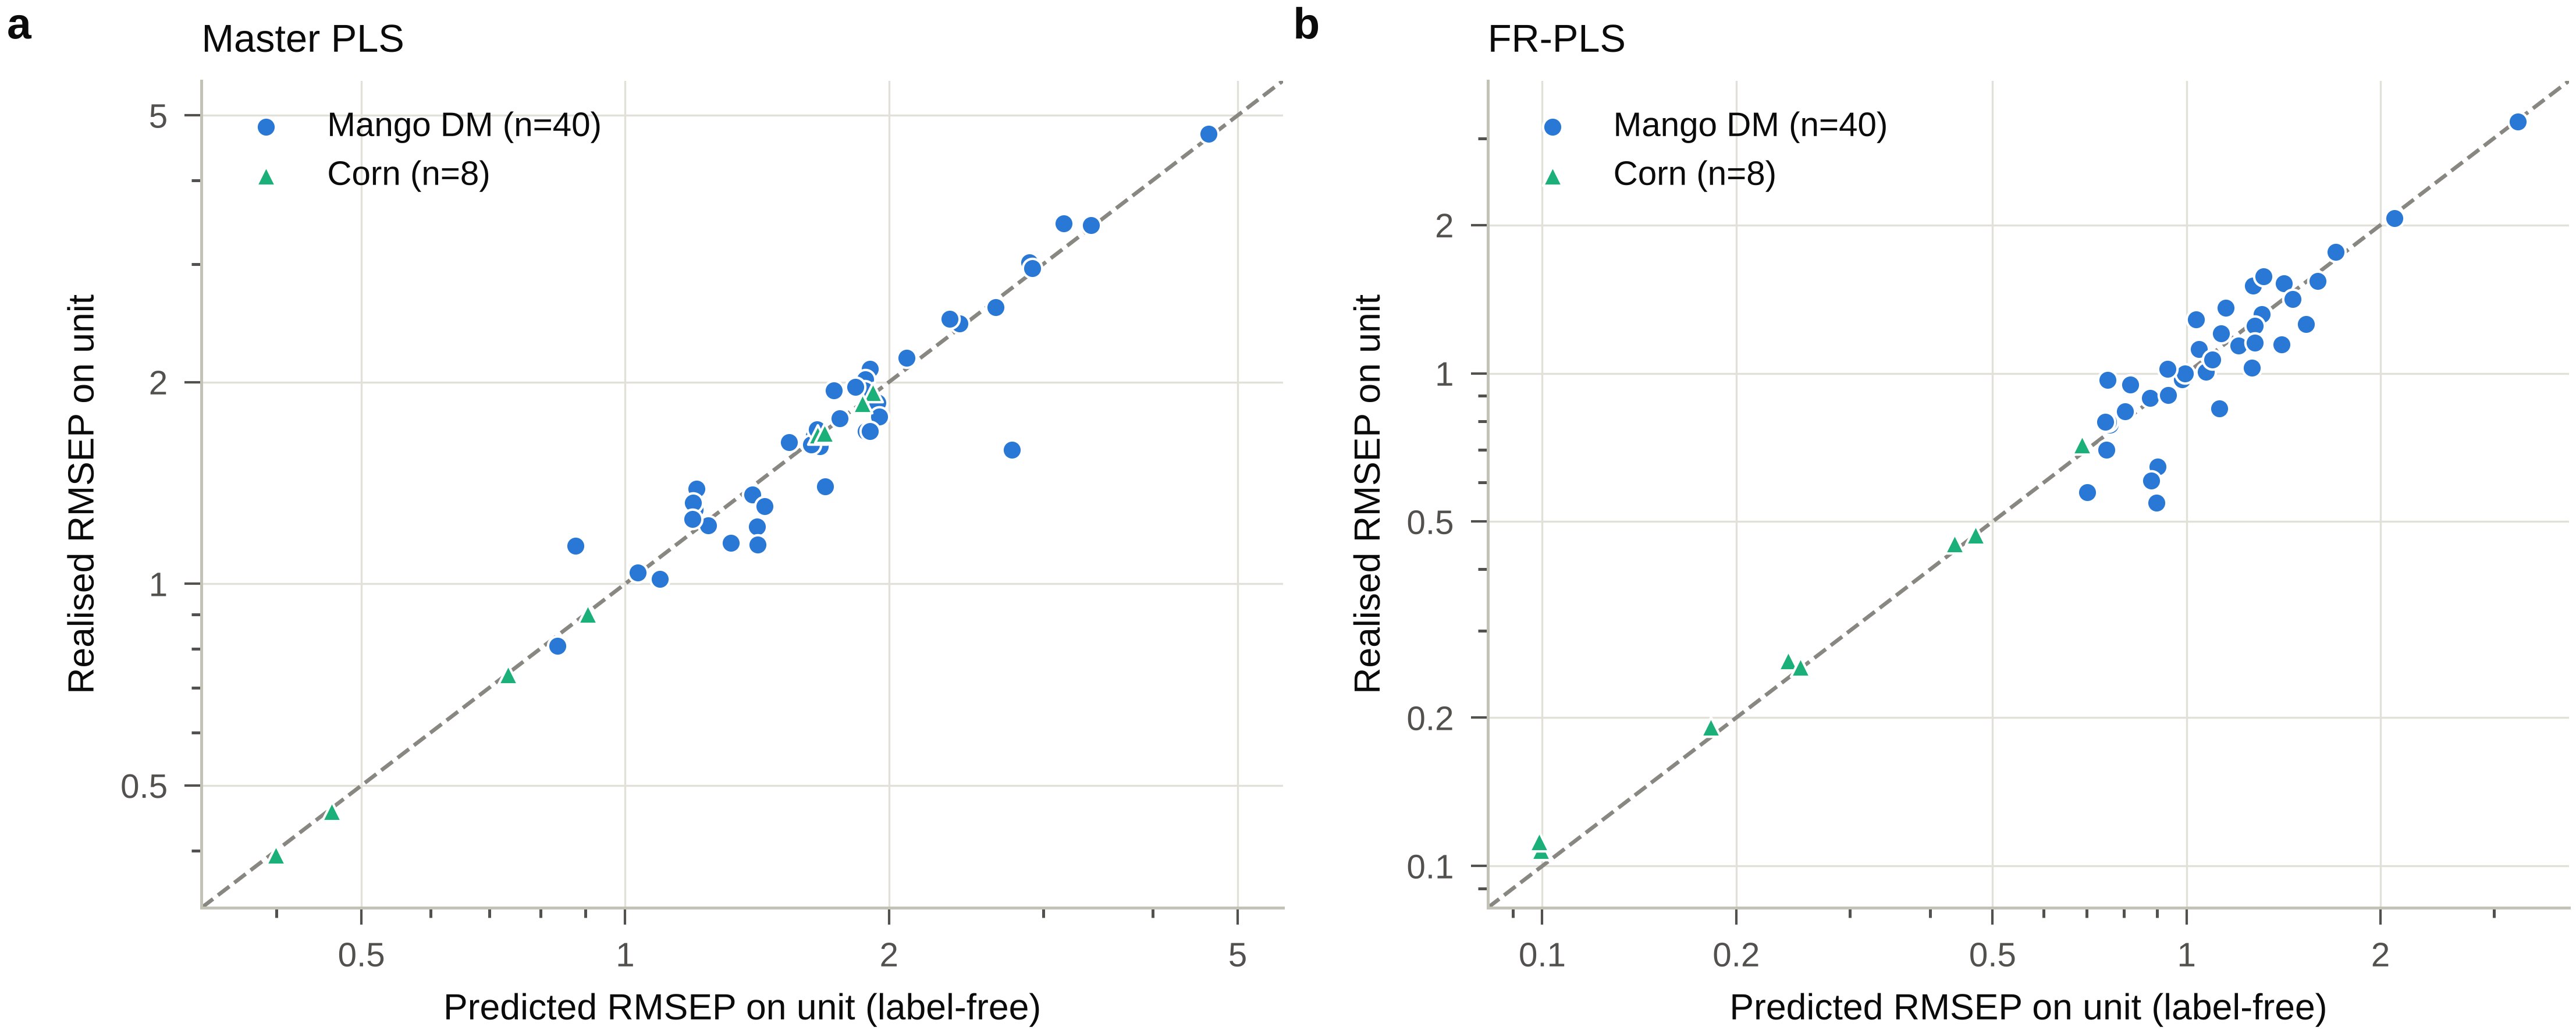 a
Master PLS
Mango DM (n=40)
Corn (n=8)
Realised RMSEP on unit
5
2
1
0.5
0.5
1
2
5
Predicted RMSEP on unit (label-free)
b
FR-PLS
Mango DM (n=40)
Corn (n=8)
Realised RMSEP on unit
2
1
0.5
0.2
0.1
0.1
0.2
0.5
1
2
Predicted RMSEP on unit (label-free)